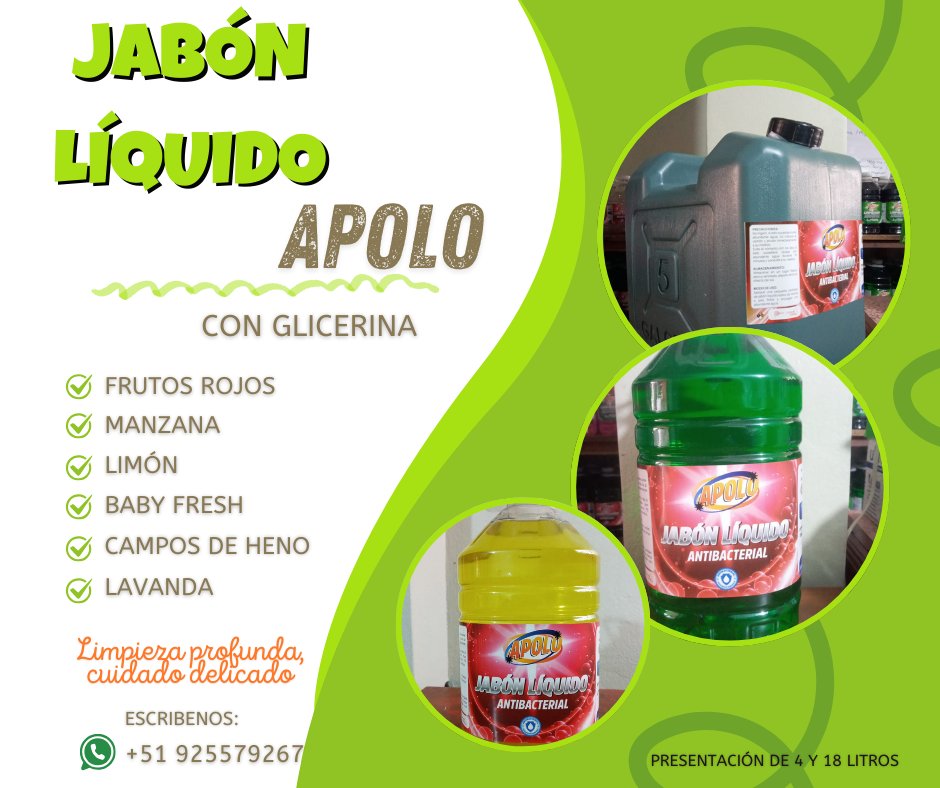 JABÓN
LÍQUIDO
APOLO
CON GLICERINA
FRUTOS ROJOS
MANZANA
LIMÓN
BABY FRESH
CAMPOS DE HENO
LAVANDA
Limpieza profunda,
cuidado delicado
ESCRIBENOS:
+51 925579267
5
APOLO
JABÓN LÍQUIDO
ANTIBACTERIAL
APOLO
JABÓN LÍQUIDO
ANTIBACTERIAL
APOLO
JABÓN LÍQUIDO
ANTIBACTERIAL
PRESENTACIÓN DE 4 Y 18 LITROS